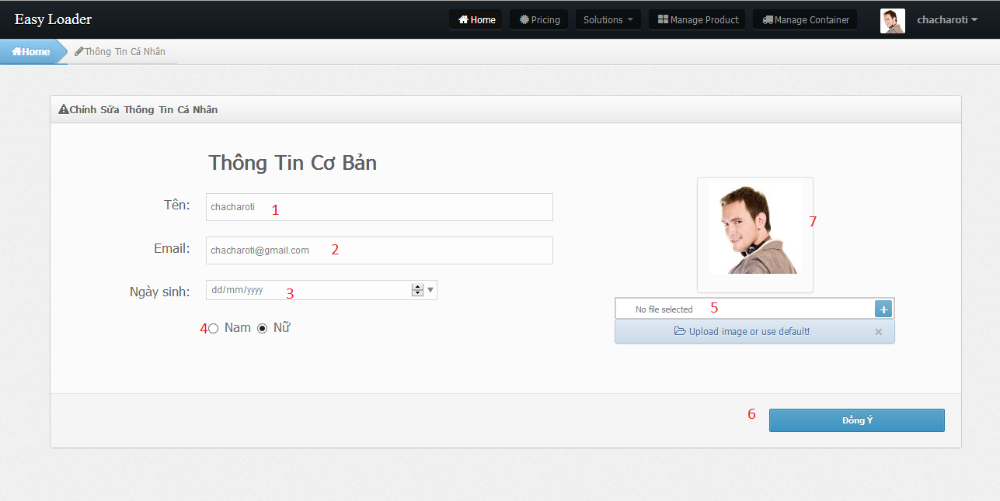 Easy Loader
Home
Pricing
Solutions
Manage Product
Manage Container
chacharoti
Home
Thông Tin Cá Nhân
Chỉnh Sửa Thông Tin Cá Nhân
Thông Tin Cơ Bản
Tên: chacharoti 1
Email: chacharoti@gmail.com 2
Ngày sinh: dd/mm/yyyy 3
4 Nam Nữ
7
No file selected 5 +
Upload image or use default! ×
6 Đồng Ý